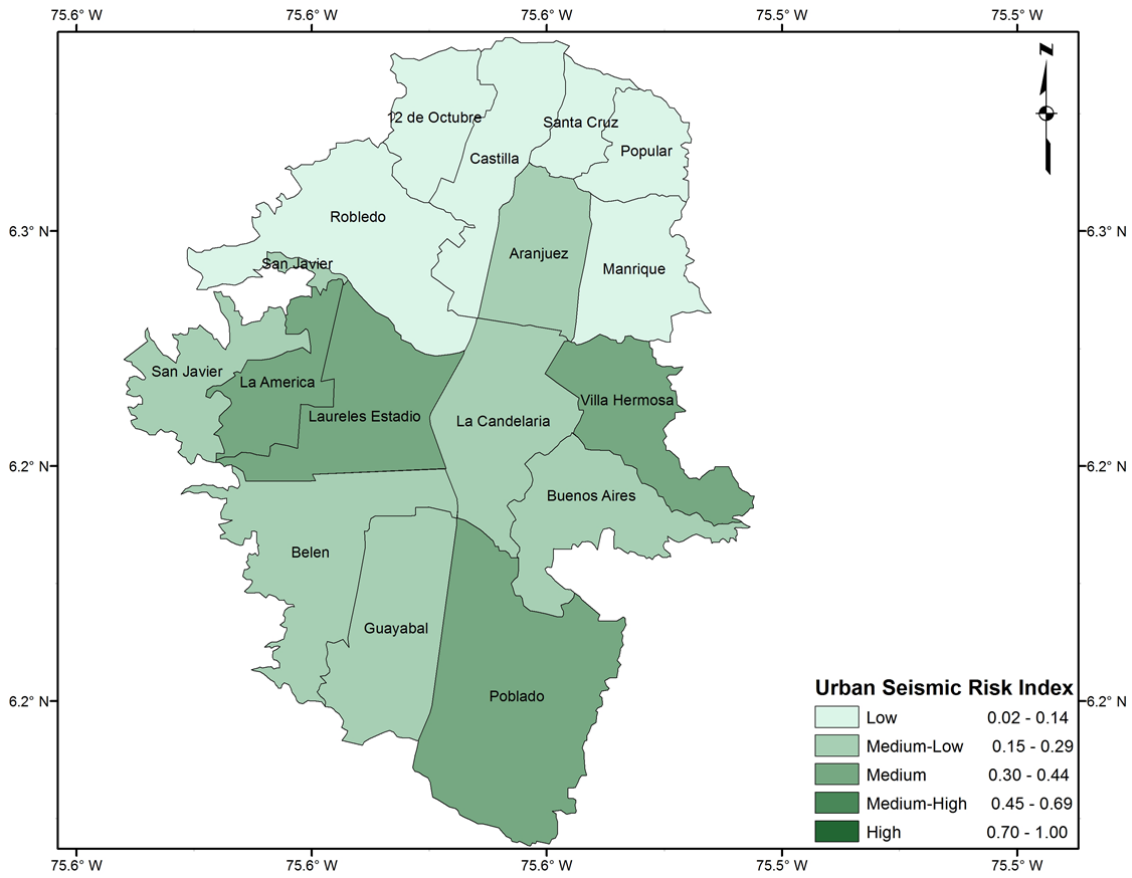 75.6° W 75.6° W 75.6° W 75.5° W 75.5° W
N
12 de Octubre
Santa Cruz
Popular
Castilla
Robledo
6.3° N 6.3° N
Aranjuez
San Javier
Manrique
San Javier
La America
Villa Hermosa
Laureles Estadio
La Candelaria
6.2° N 6.2° N
Buenos Aires
Belen
Guayabal
Poblado
6.2° N 6.2° N
Urban Seismic Risk Index
Low 0.02 - 0.14
Medium-Low 0.15 - 0.29
Medium 0.30 - 0.44
Medium-High 0.45 - 0.69
High 0.70 - 1.00
75.6° W 75.6° W 75.6° W 75.5° W 75.5° W